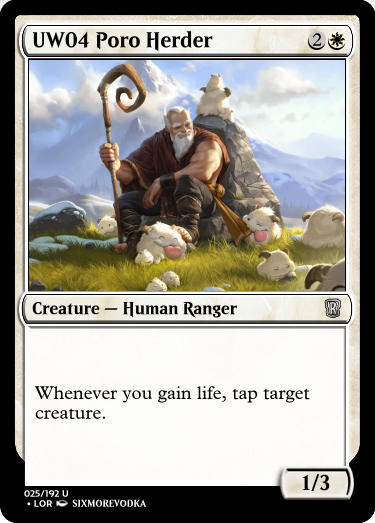 UW04 Poro Herder 2
Creature — Human Ranger
Whenever you gain life, tap target
creature.
1/3
025/192 U
• LOR SIXMOREVODKA